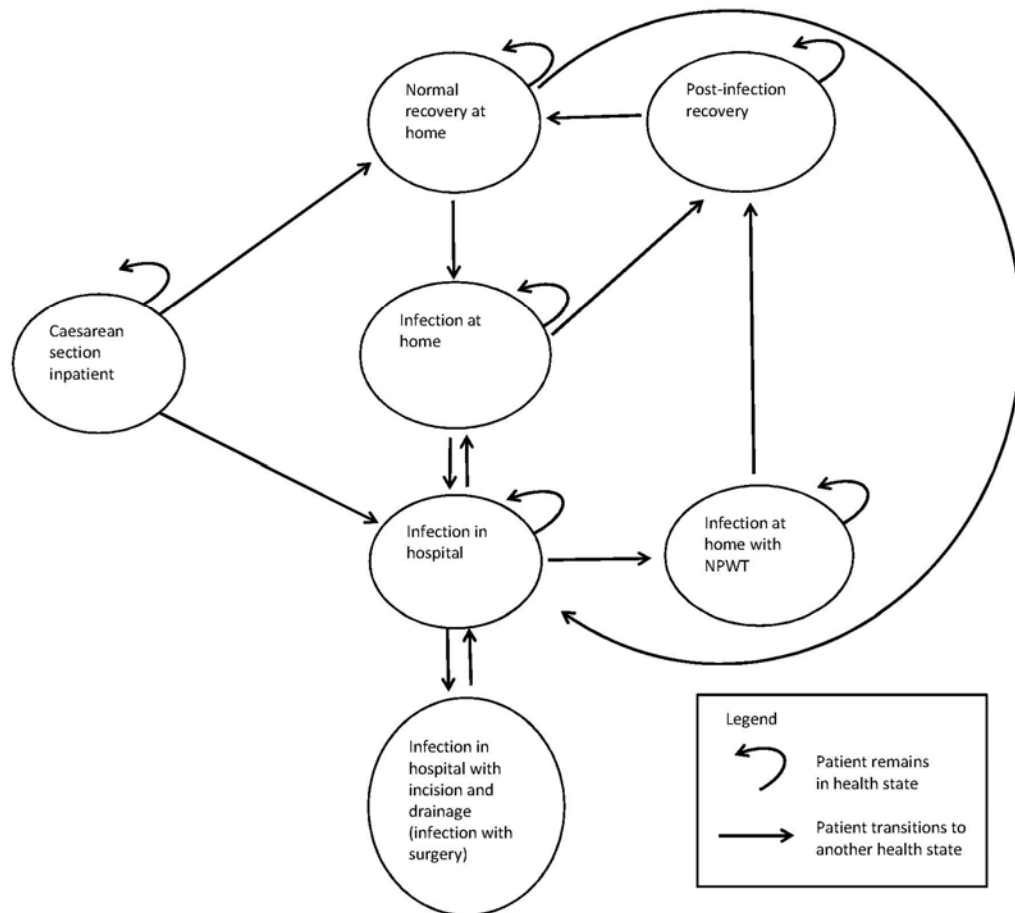 Normal
recovery at
home
Post-infection
recovery
Caesarean
section
inpatient
Infection at
home
Infection in
hospital
Infection at
home with
NPWT
Infection in
hospital with
incision and
drainage
(infection with
surgery)
Legend
Patient remains
in health state
Patient transitions to
another health state